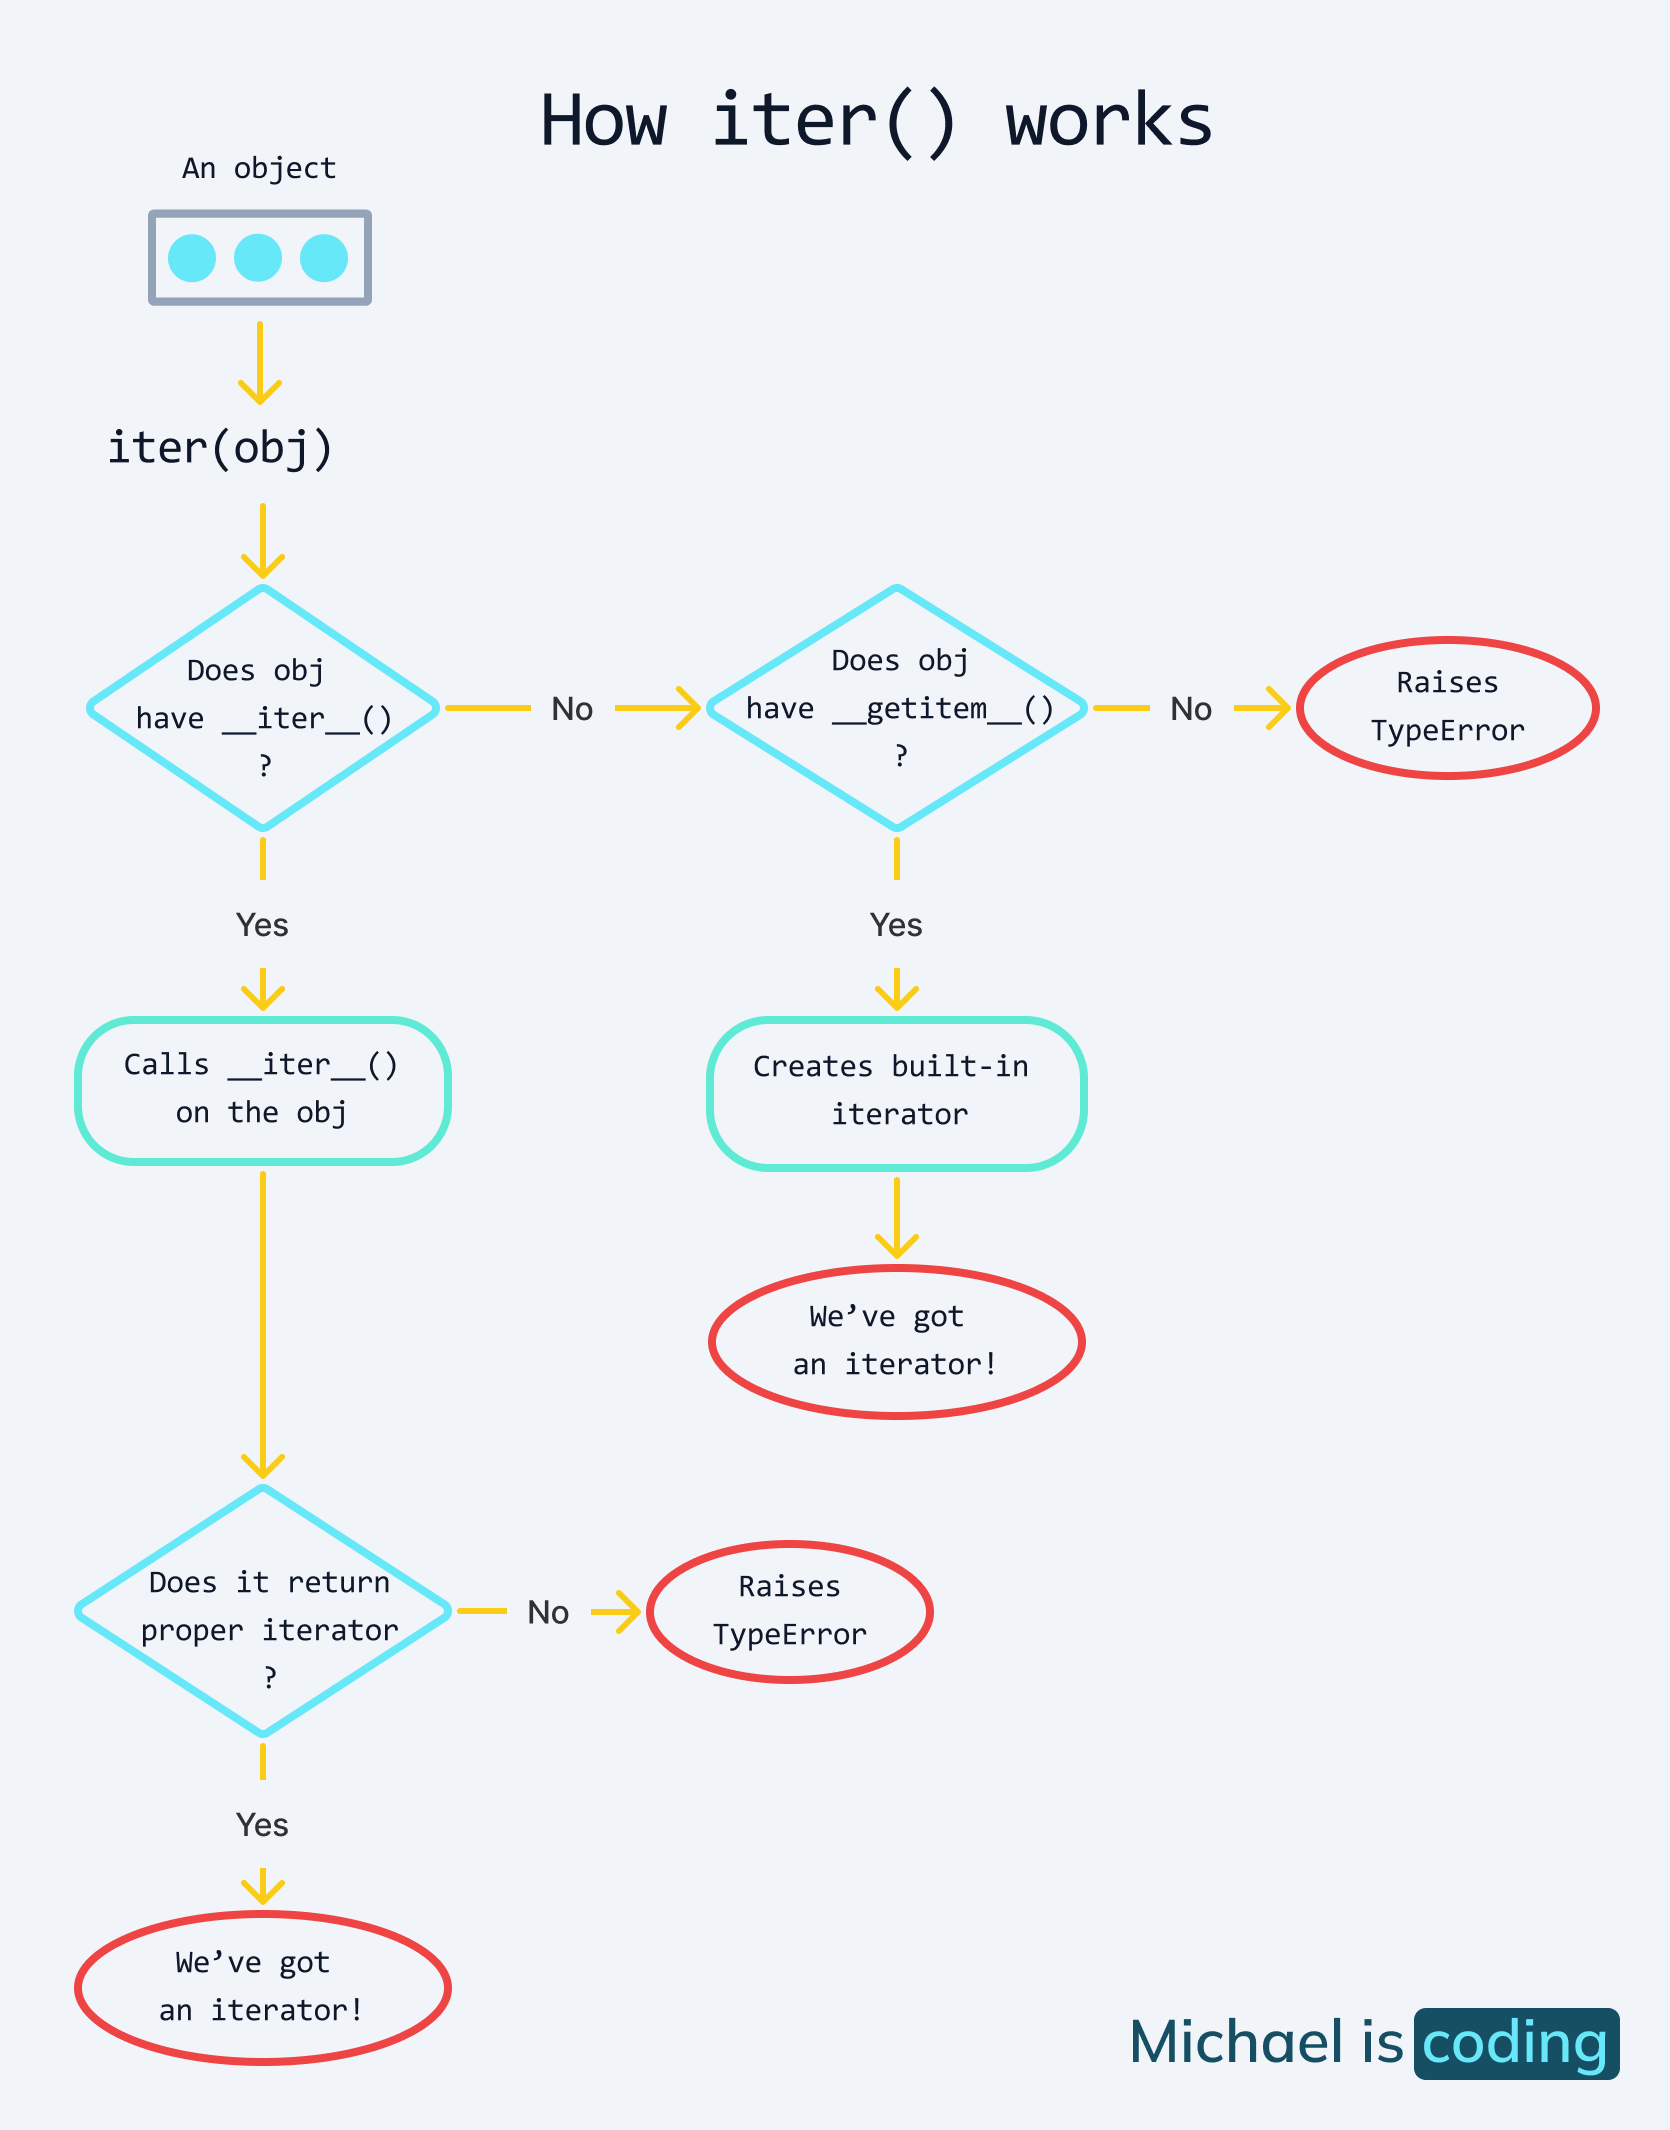 How iter() works
An object
iter(obj)
Does obj
have __iter__()
?
No
Does obj
have __getitem__()
?
No
Raises
TypeError
Yes
Yes
Calls __iter__()
on the obj
Creates built-in
iterator
We’ve got
an iterator!
Does it return
proper iterator
?
No
Raises
TypeError
Yes
We’ve got
an iterator!
Michael is coding